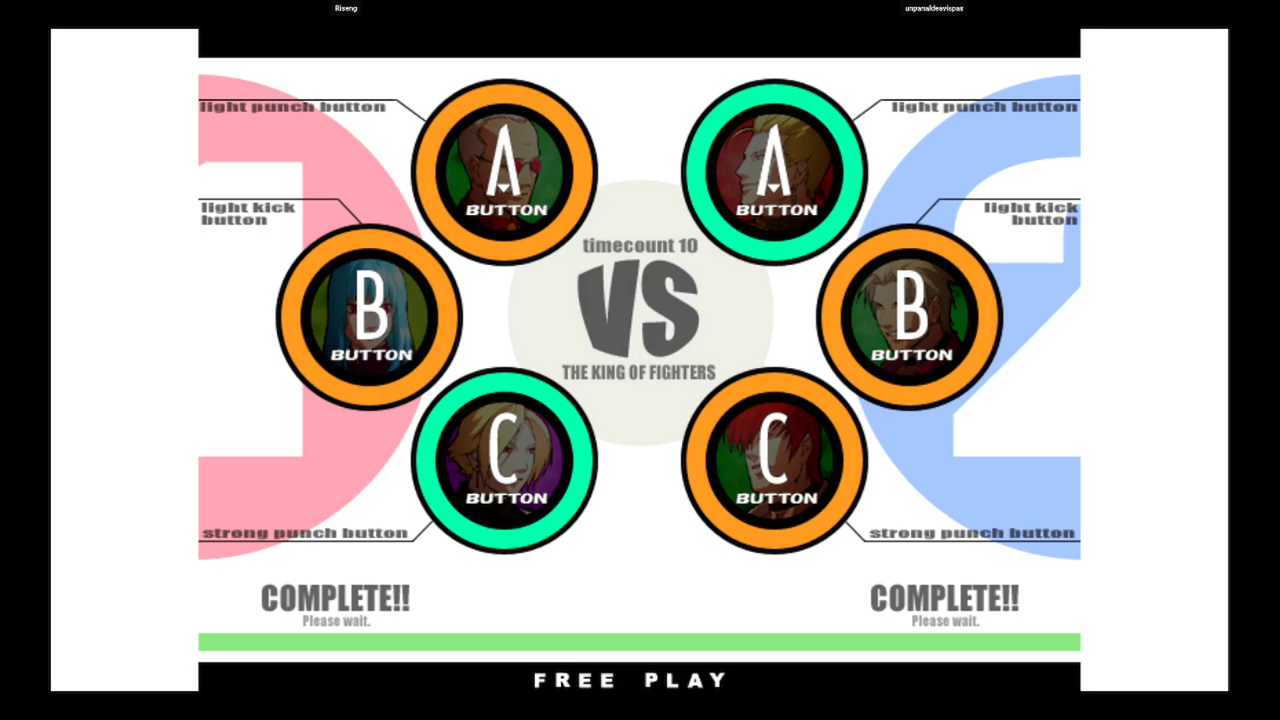 Riseng
unpanaldeavispas
light punch button
light punch button
A
BUTTON
A
BUTTON
light kick
button
light kick
button
timecount 10
VS
THE KING OF FIGHTERS
B
BUTTON
B
BUTTON
C
BUTTON
C
BUTTON
strong punch button
strong punch button
COMPLETE!!
Please wait.
COMPLETE!!
Please wait.
FREE PLAY